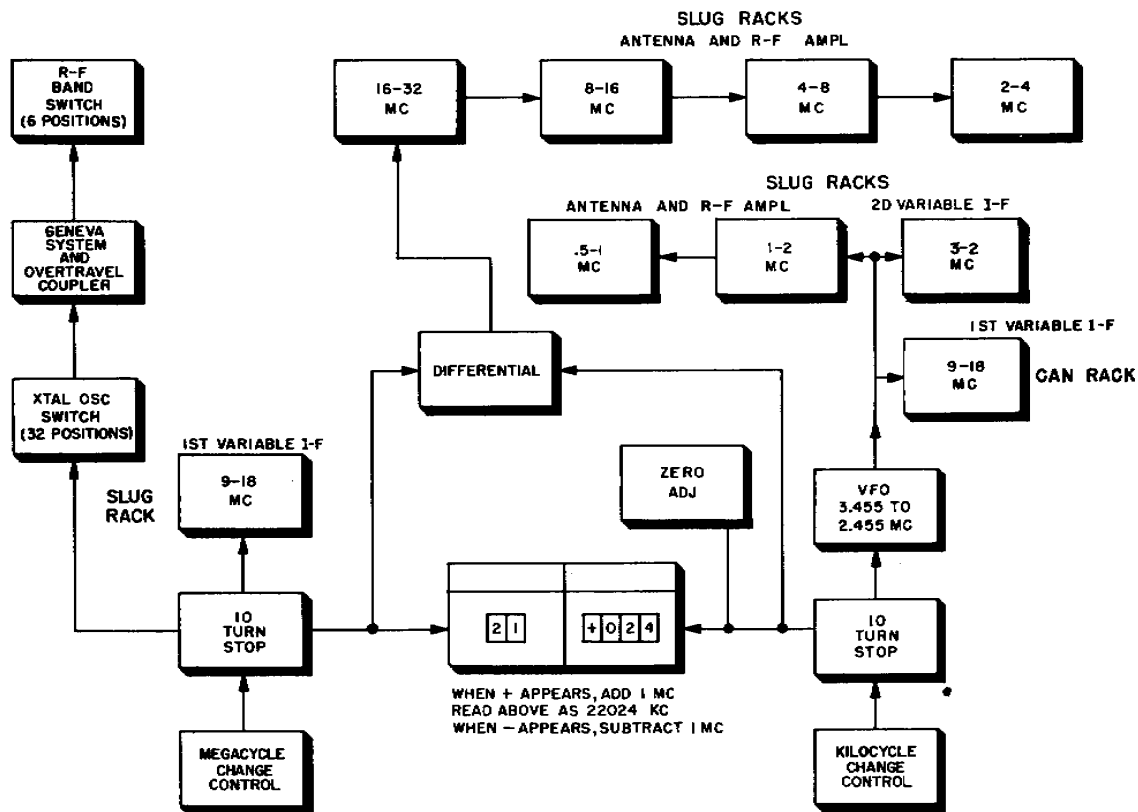 SLUG RACKS
ANTENNA AND R-F AMPL
R-F
BAND
SWITCH
(6 POSITIONS)
16-32
MC
8-16
MC
4-8
MC
2-4
MC
SLUG RACKS
ANTENNA AND R-F AMPL
2D VARIABLE I-F
GENEVA
SYSTEM
AND
OVERTRAVEL
COUPLER
.5-1
MC
1-2
MC
3-2
MC
1ST VARIABLE I-F
DIFFERENTIAL
9-18
MC
CAN RACK
XTAL OSC
SWITCH
(32 POSITIONS)
1ST VARIABLE I-F
9-18
MC
SLUG
RACK
ZERO
ADJ
VFO
3.455 TO
2.455 MC
10
TURN
STOP
21
+024
10
TURN
STOP
WHEN + APPEARS, ADD 1 MC
READ ABOVE AS 22024 KC
WHEN - APPEARS, SUBTRACT 1 MC
MEGACYCLE
CHANGE
CONTROL
KILOCYCLE
CHANGE
CONTROL